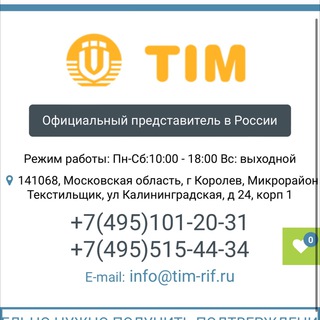 TIM
Официальный представитель в России
Режим работы: Пн-Сб:10:00 - 18:00 Вс: выходной
141068, Московская область, г Королев, Микрорайон
Текстильщик, ул Калининградская, д 24, корп 1
+7(495)101-20-31
+7(495)515-44-34
0
E-mail: info@tim-rif.ru